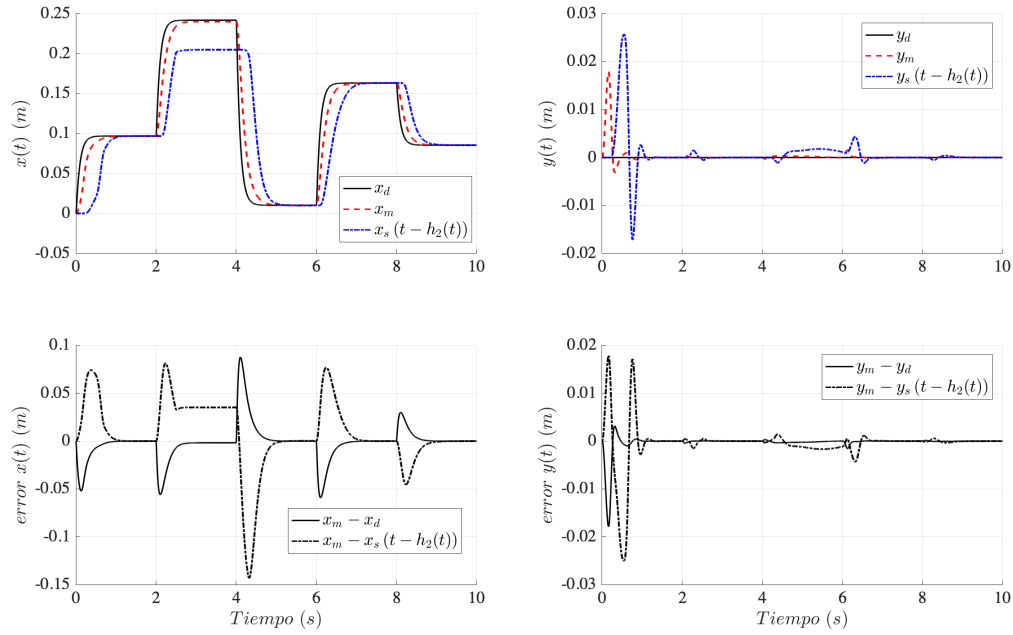 0.25
0.2
0.15
0.1
0.05
0
0.05
x(t) (m)
x_d
x_m
x_s (t − h_2(t))
0 2 4 6 8 10
0.03
0.02
0.01
0
-0.01
-0.02
y(t) (m)
y_d
y_m
y_s (t − h_2(t))
0 2 4 6 8 10
0.1
0.05
0
-0.05
-0.1
-0.15
error x(t) (m)
x_m − x_d
x_m − x_s (t − h_2(t))
0 2 4 6 8 10
Tiempo (s)
0.02
0.01
0
-0.01
-0.02
-0.03
error y(t) (m)
y_m − y_d
y_m − y_s (t − h_2(t))
0 2 4 6 8 10
Tiempo (s)